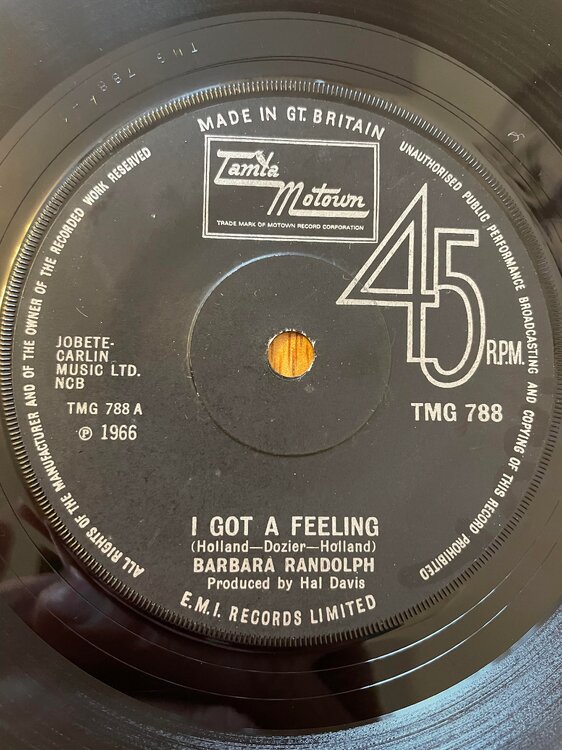 TMG 788 A
MADE IN GT. BRITAIN
Tamla
Motown
TRADE MARK OF MOTOWN RECORD CORPORATION
UNAUTHORISED PUBLIC PERFORMANCE BROADCASTING AND COPYING OF THIS RECORD PROHIBITED
ALL RIGHTS OF THE MANUFACTURER AND OF THE OWNER OF THE RECORDED WORK RESERVED
45 R.P.M.
JOBETE-
CARLIN
MUSIC LTD.
NCB
TMG 788 A
℗ 1966
TMG 788
I GOT A FEELING
(Holland—Dozier—Holland)
BARBARA RANDOLPH
Produced by Hal Davis
E.M.I. RECORDS LIMITED